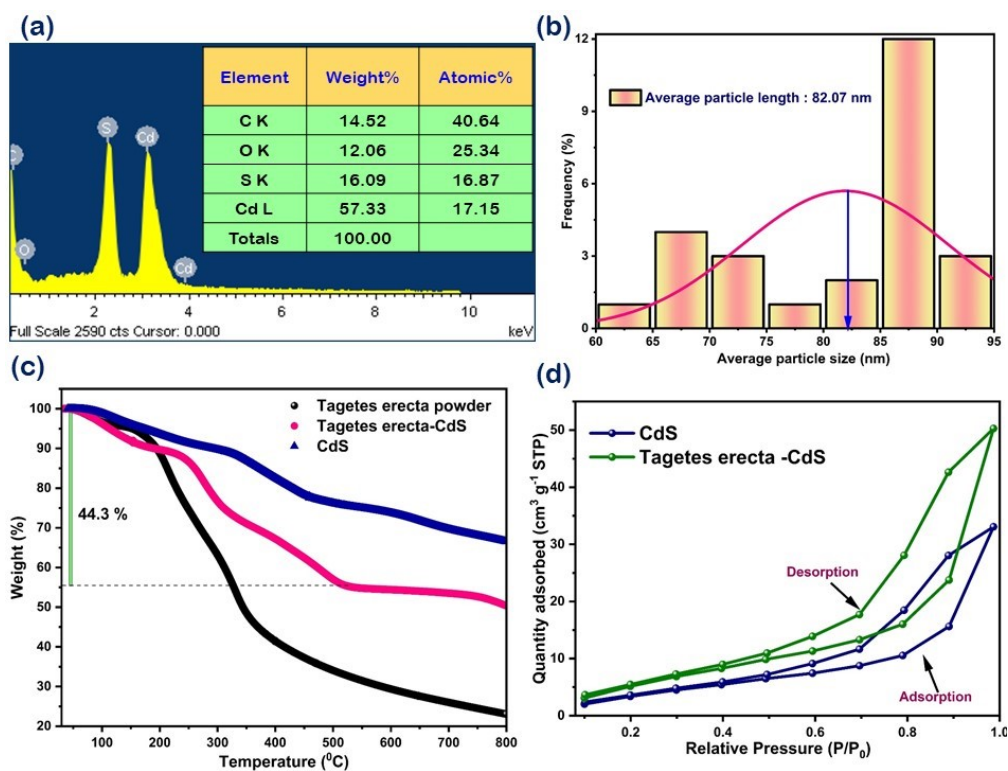 (a)
Element Weight% Atomic%
C K 14.52 40.64
O K 12.06 25.34
S K 16.09 16.87
Cd L 57.33 17.15
Totals 100.00
C
O
S
Cd
Cd
2 4 6 8 10
Full Scale 2590 cts Cursor: 0.000 keV
(b)
Average particle length : 82.07 nm
Frequency (%)
12
9
6
3
0
60 65 70 75 80 85 90 95
Average particle size (nm)
(c)
Tagetes erecta powder
Tagetes erecta-CdS
CdS
44.3 %
Weight (%)
100
90
80
70
60
50
40
30
20
100 200 300 400 500 600 700 800
Temperature (⁰C)
(d)
CdS
Tagetes erecta -CdS
Desorption
Adsorption
Quantity adsorbed (cm³ g⁻¹ STP)
50
40
30
20
10
0
0.2 0.4 0.6 0.8 1.0
Relative Pressure (P/P₀)